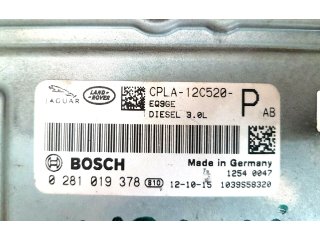 JAGUAR
LAND-ROVER
CPLA-12C520-
EQ9GE
DIESEL 3.0L
P
AB
BOSCH
Made in Germany
1254 0047
0 281 019 378 810 12-10-15 1039S58320